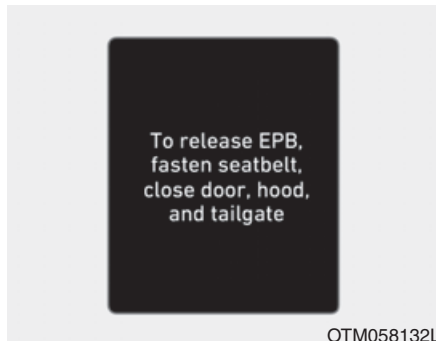 To release EPB,
fasten seatbelt,
close door, hood,
and tailgate
OTM058132L